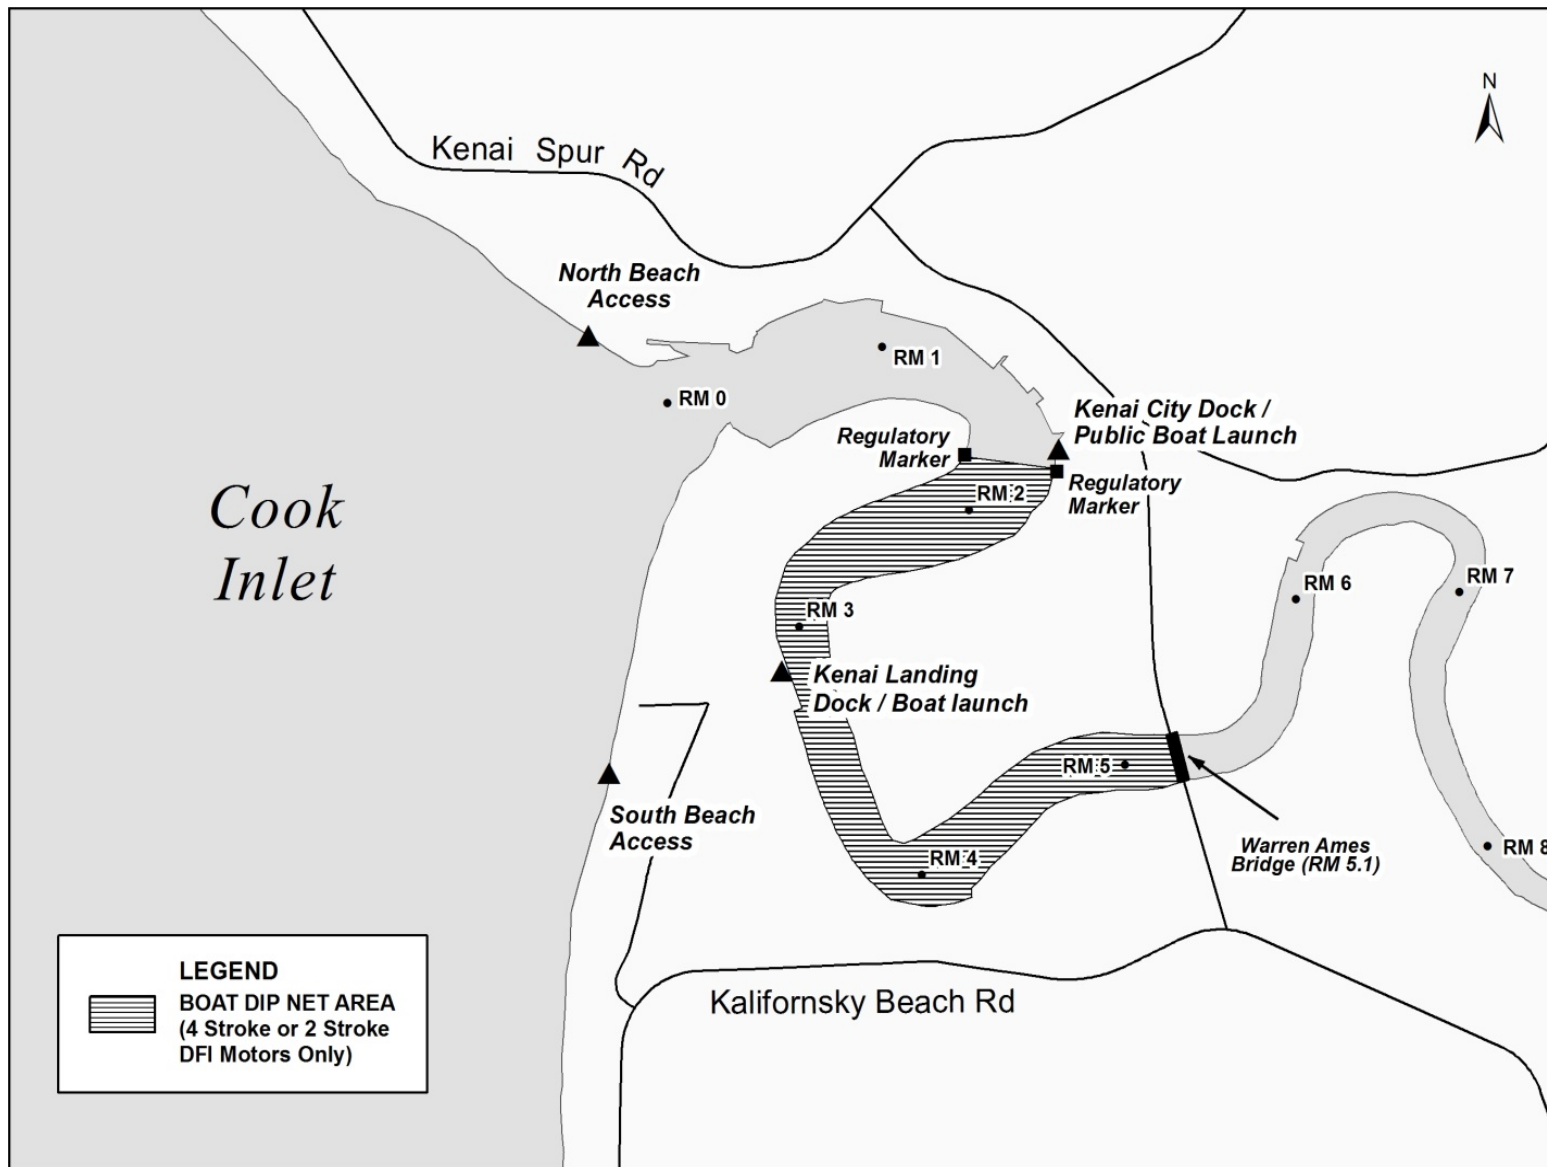 N
Kenai Spur Rd
North Beach
Access
RM 1
RM 0
Kenai City Dock /
Public Boat Launch
Regulatory
Marker
Regulatory
Marker
RM 2
Cook
Inlet
RM 6
RM 7
RM 3
Kenai Landing
Dock / Boat launch
RM 5
South Beach
Access
Warren Ames
Bridge (RM 5.1)
RM 8
RM 4
LEGEND
BOAT DIP NET AREA
(4 Stroke or 2 Stroke
DFI Motors Only)
Kalifornsky Beach Rd